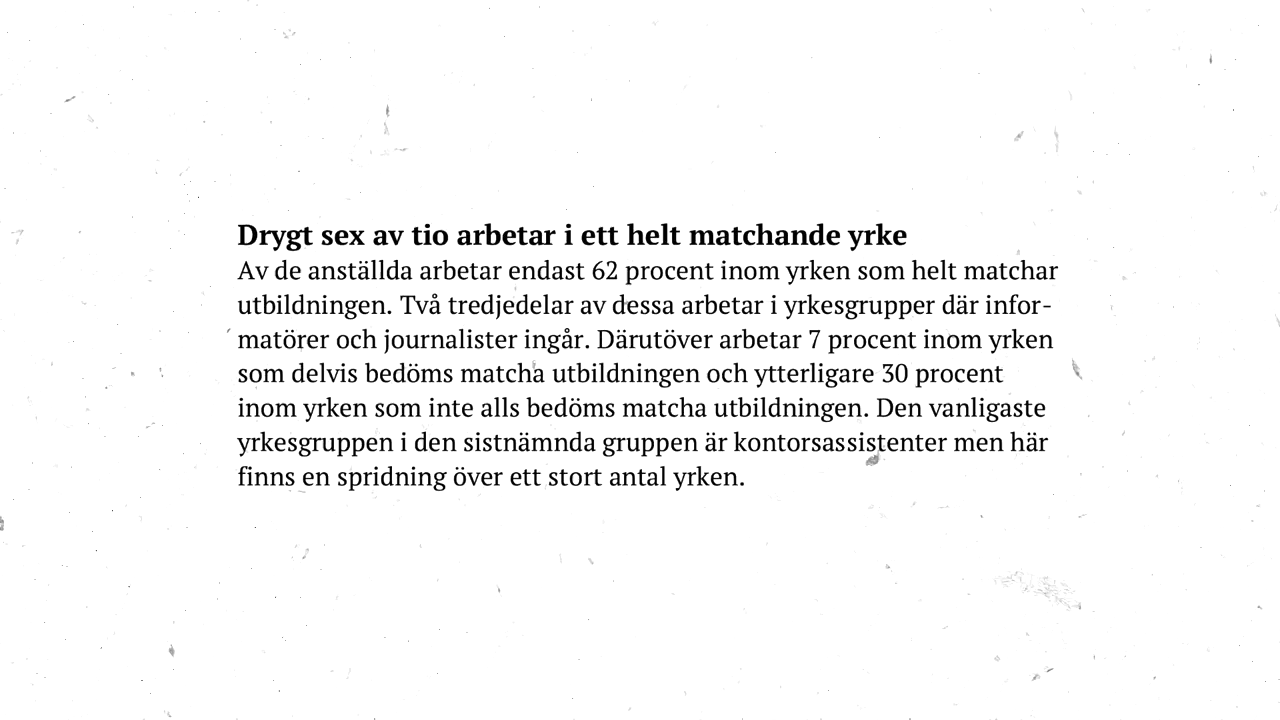 Drygt sex av tio arbetar i ett helt matchande yrke
Av de anställda arbetar endast 62 procent inom yrken som helt matchar
utbildningen. Två tredjedelar av dessa arbetar i yrkesgrupper där infor-
matörer och journalister ingår. Därutöver arbetar 7 procent inom yrken
som delvis bedöms matcha utbildningen och ytterligare 30 procent
inom yrken som inte alls bedöms matcha utbildningen. Den vanligaste
yrkesgruppen i den sistnämnda gruppen är kontorsassistenter men här
finns en spridning över ett stort antal yrken.